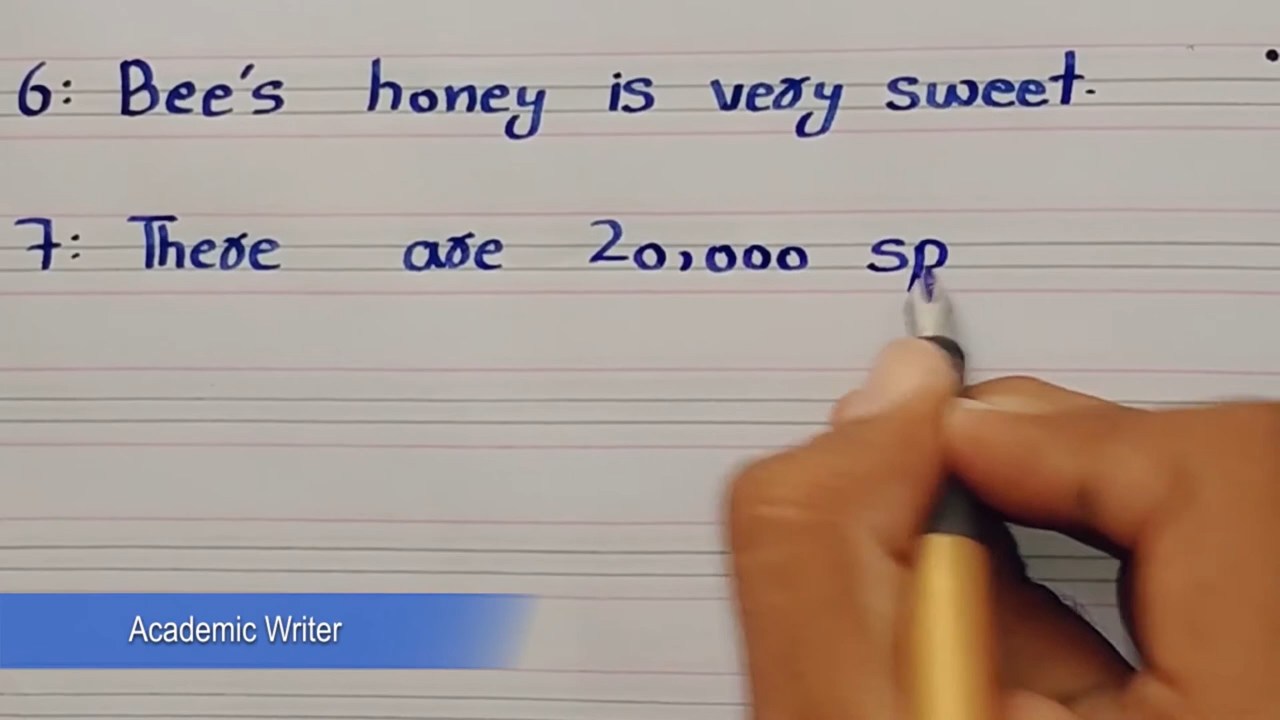 6: Bee's honey is very sweet.
7: There are 20,000 sp
Academic Writer